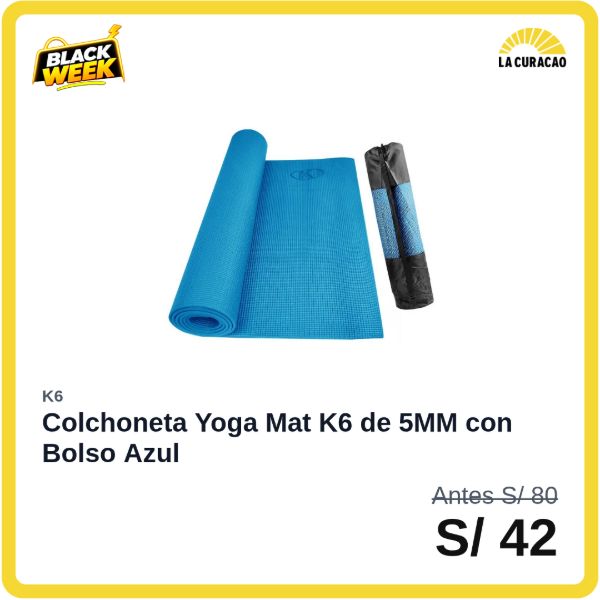 BLACK
WEEK
LA CURACAO
K
K6
Colchoneta Yoga Mat K6 de 5MM con
Bolso Azul
Antes S/ 80
S/ 42